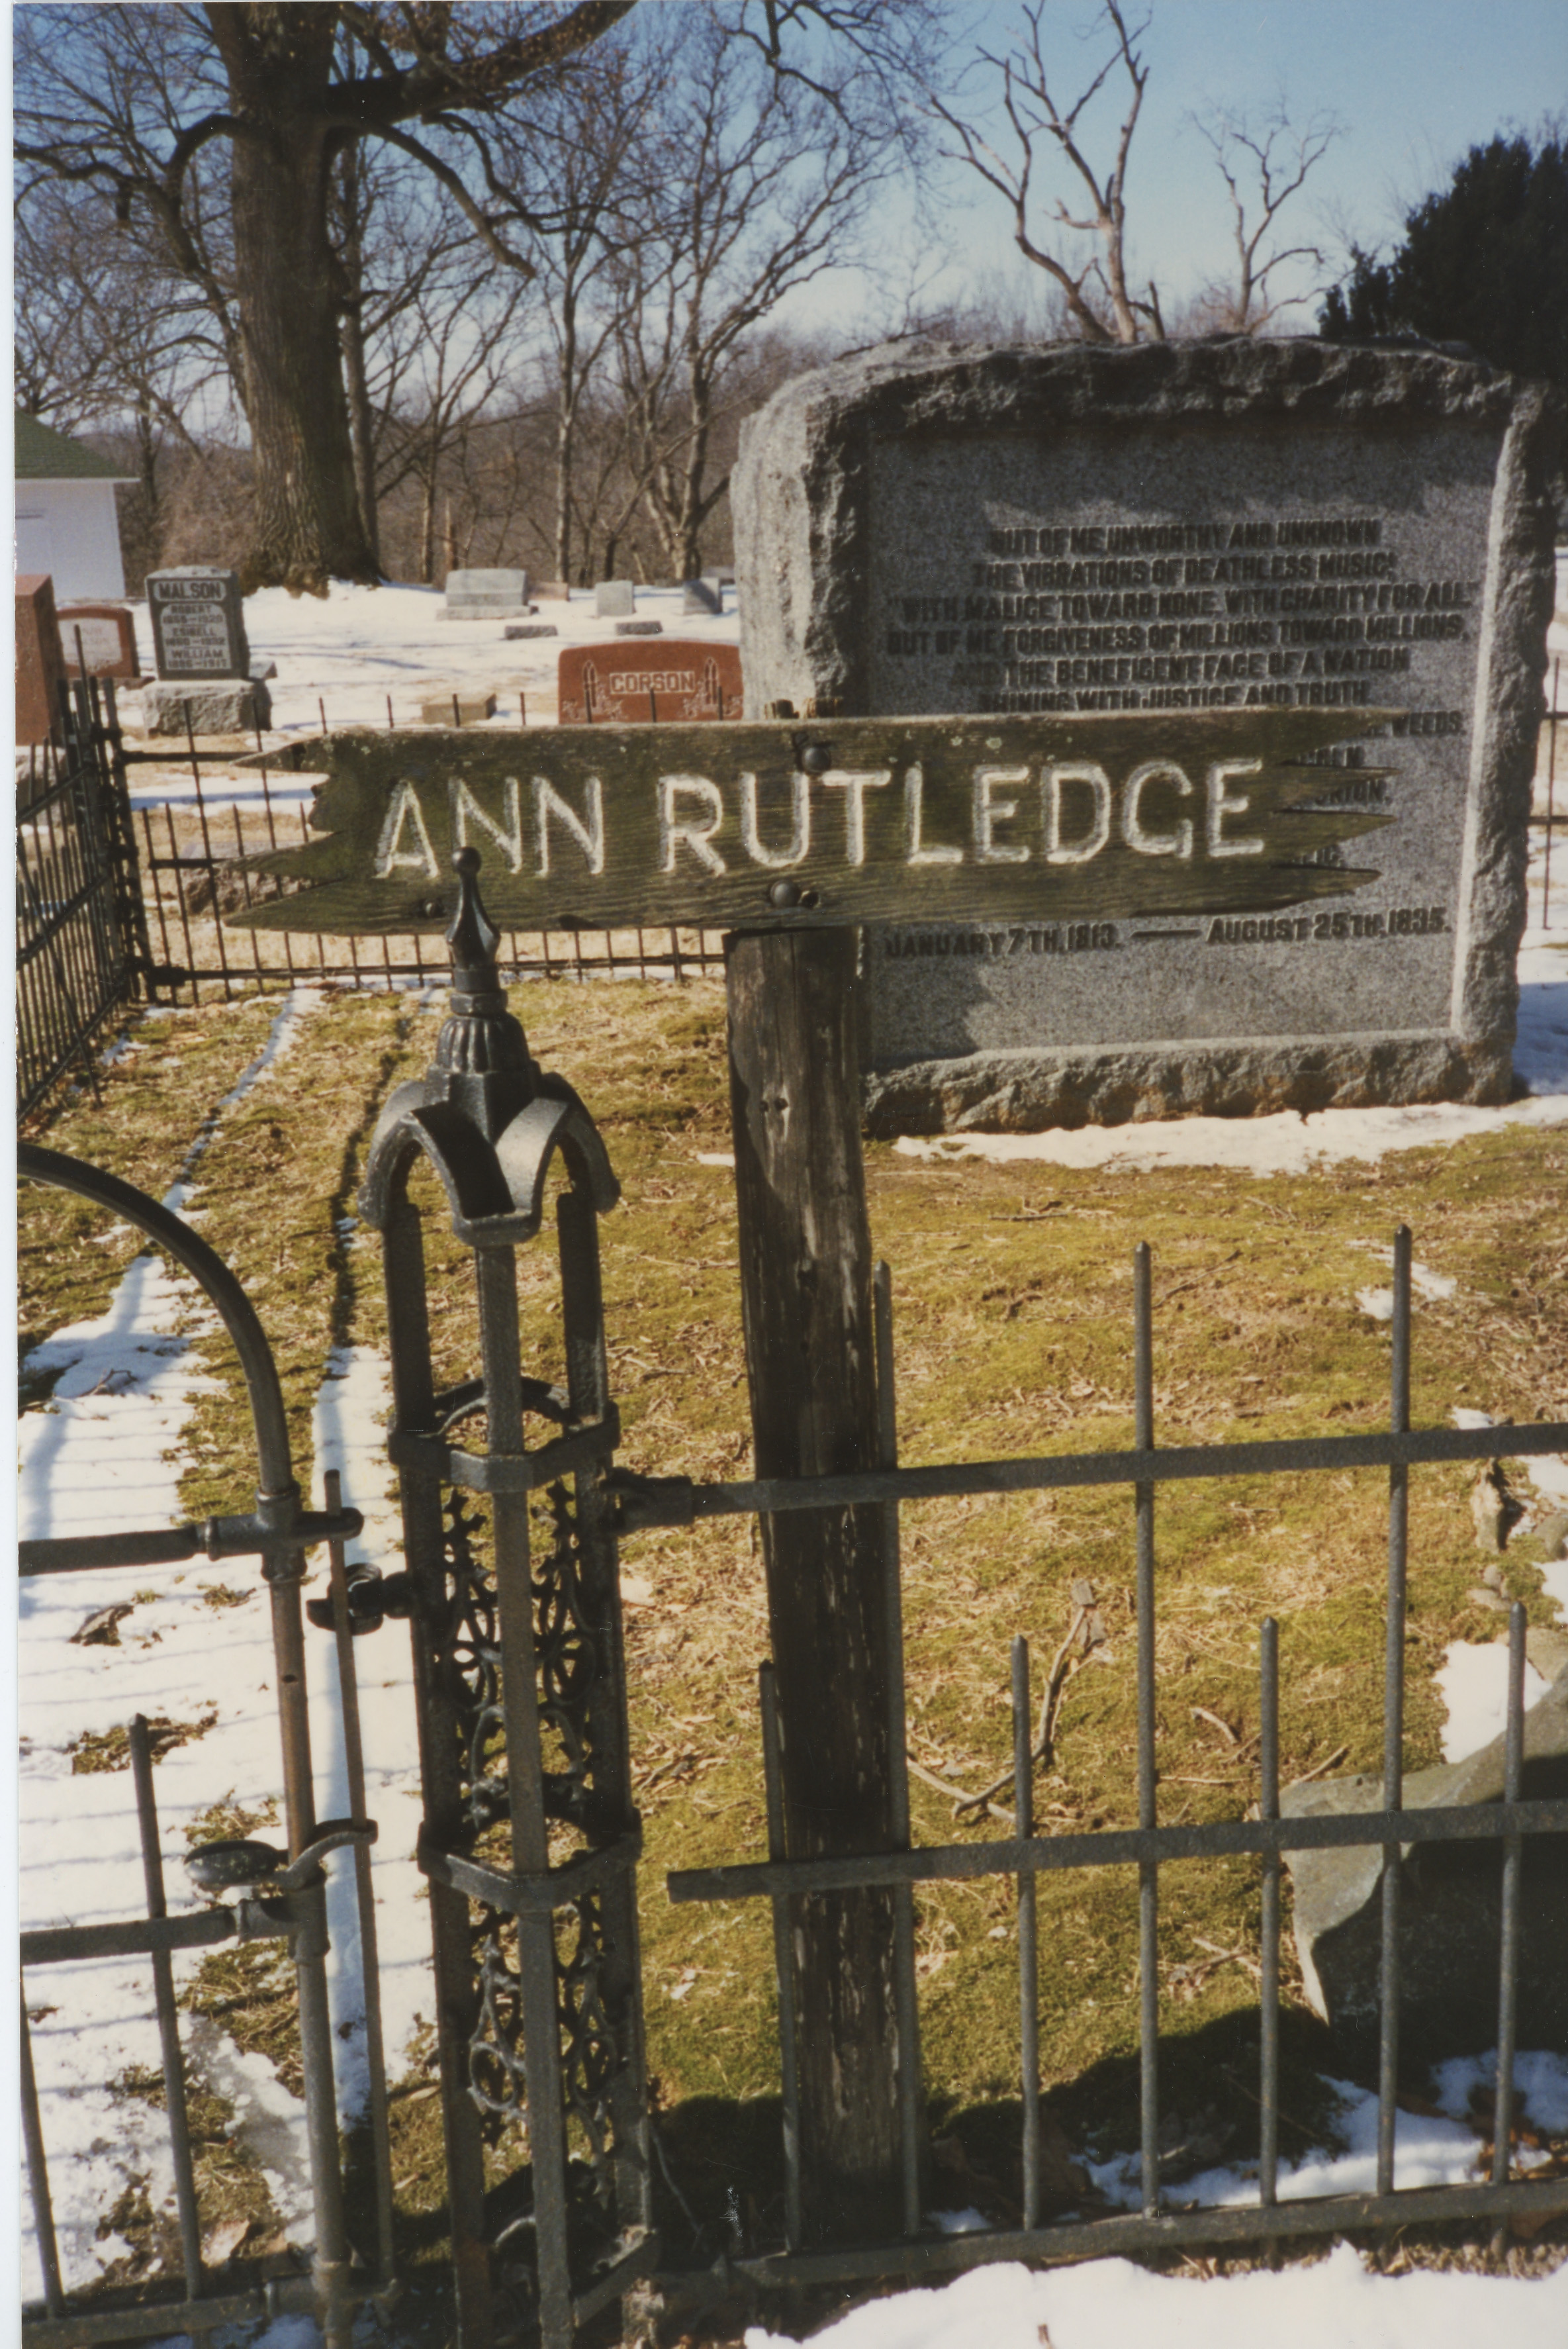 OUT OF ME UNWORTHY AND UNKNOWN
THE VIBRATIONS OF DEATHLESS MUSIC:
"WITH MALICE TOWARD NONE, WITH CHARITY FOR ALL."
OUT OF ME FORGIVENESS OF MILLIONS TOWARD MILLIONS,
AND THE BENEFICENT FACE OF A NATION
SHINING WITH JUSTICE AND TRUTH.
WEEDS,
JANUARY 7TH, 1813. — AUGUST 25TH, 1835.
ANN RUTLEDGE
MALSON
ROBERT
ESIBELL
WILLIAM
CORSON